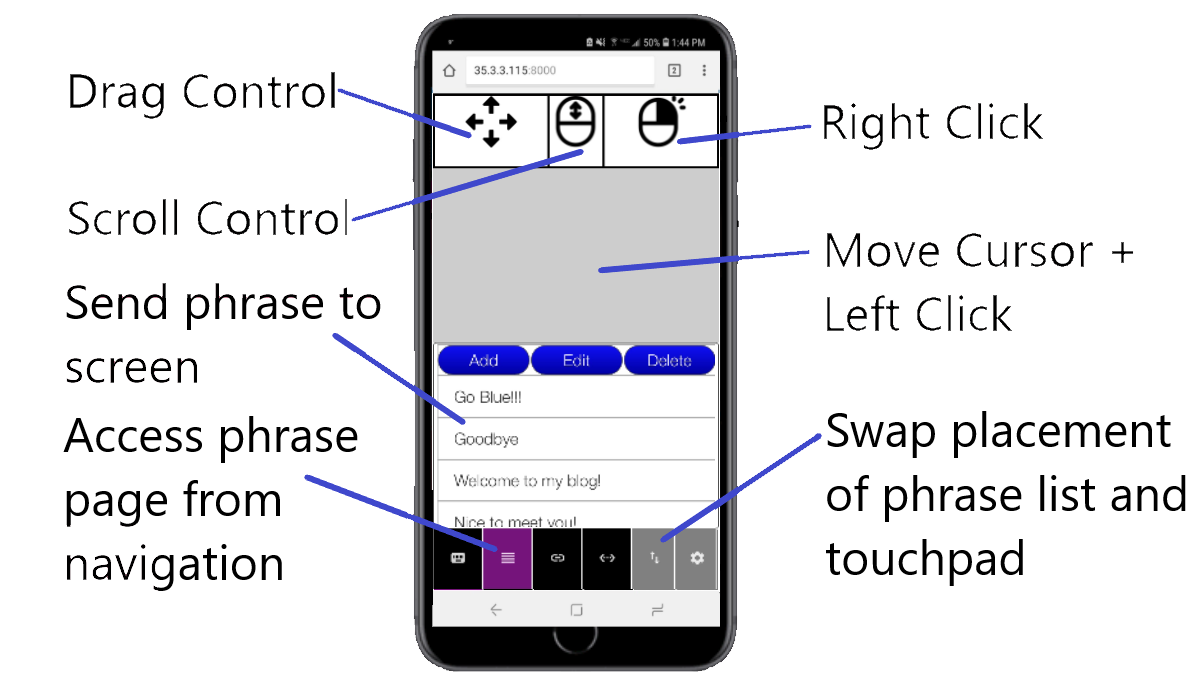 50% 1:44 PM
35.3.3.115:8000
2
Drag Control
Right Click
Scroll Control
Move Cursor +
Left Click
Send phrase to
screen
Add Edit Delete
Go Blue!!!
Access phrase
page from
navigation
Goodbye
Welcome to my blog!
Nice to meet you!
Swap placement
of phrase list and
touchpad